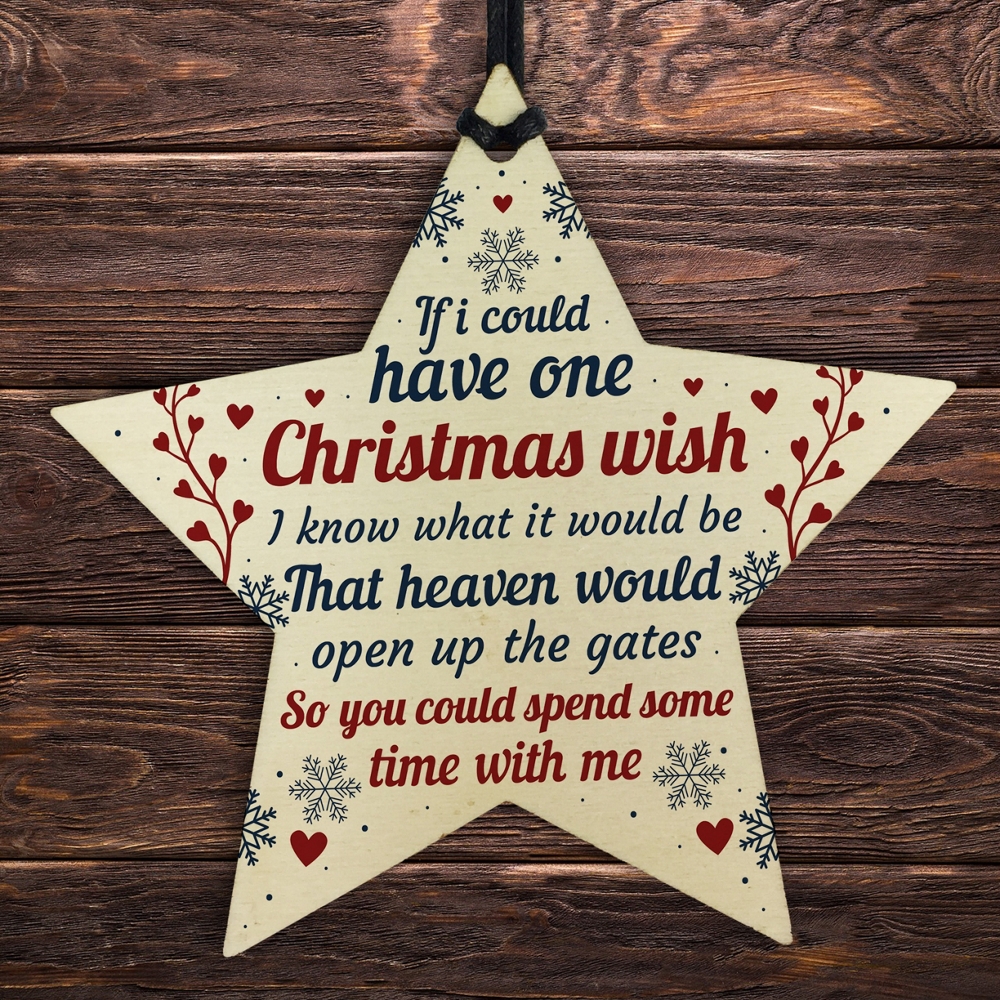 If i could
have one
Christmas wish
I know what it would be
That heaven would
open up the gates
So you could spend some
time with me